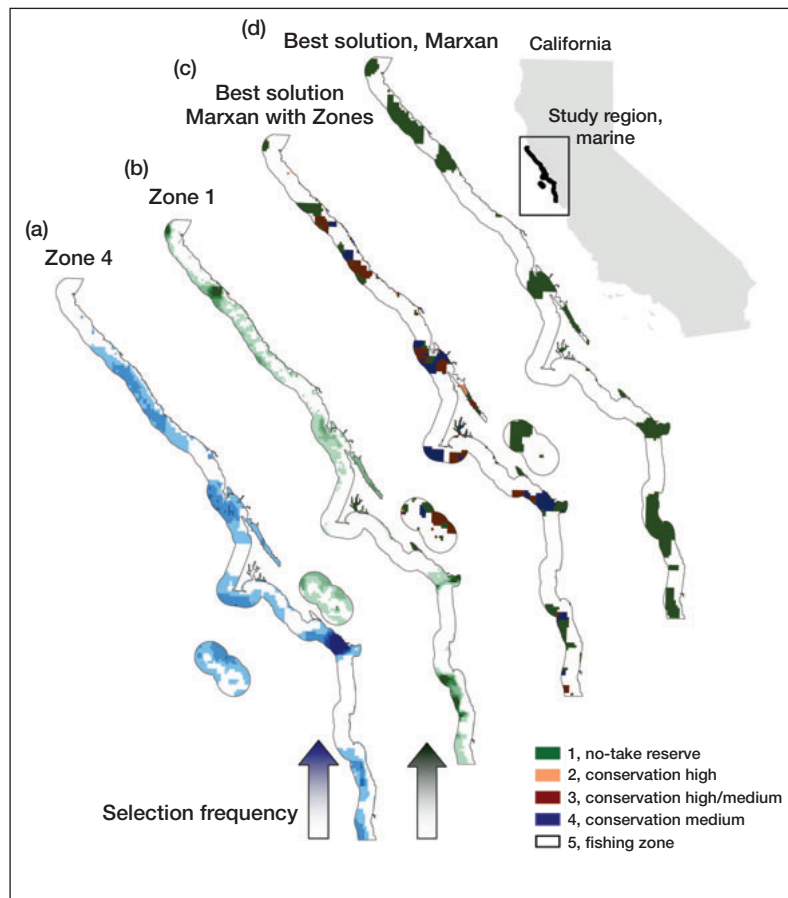 (d)
Best solution, Marxan
California
(c)
Best solution
Marxan with Zones
Study region,
marine
(b)
Zone 1
(a)
Zone 4
Selection frequency
1, no-take reserve
2, conservation high
3, conservation high/medium
4, conservation medium
5, fishing zone